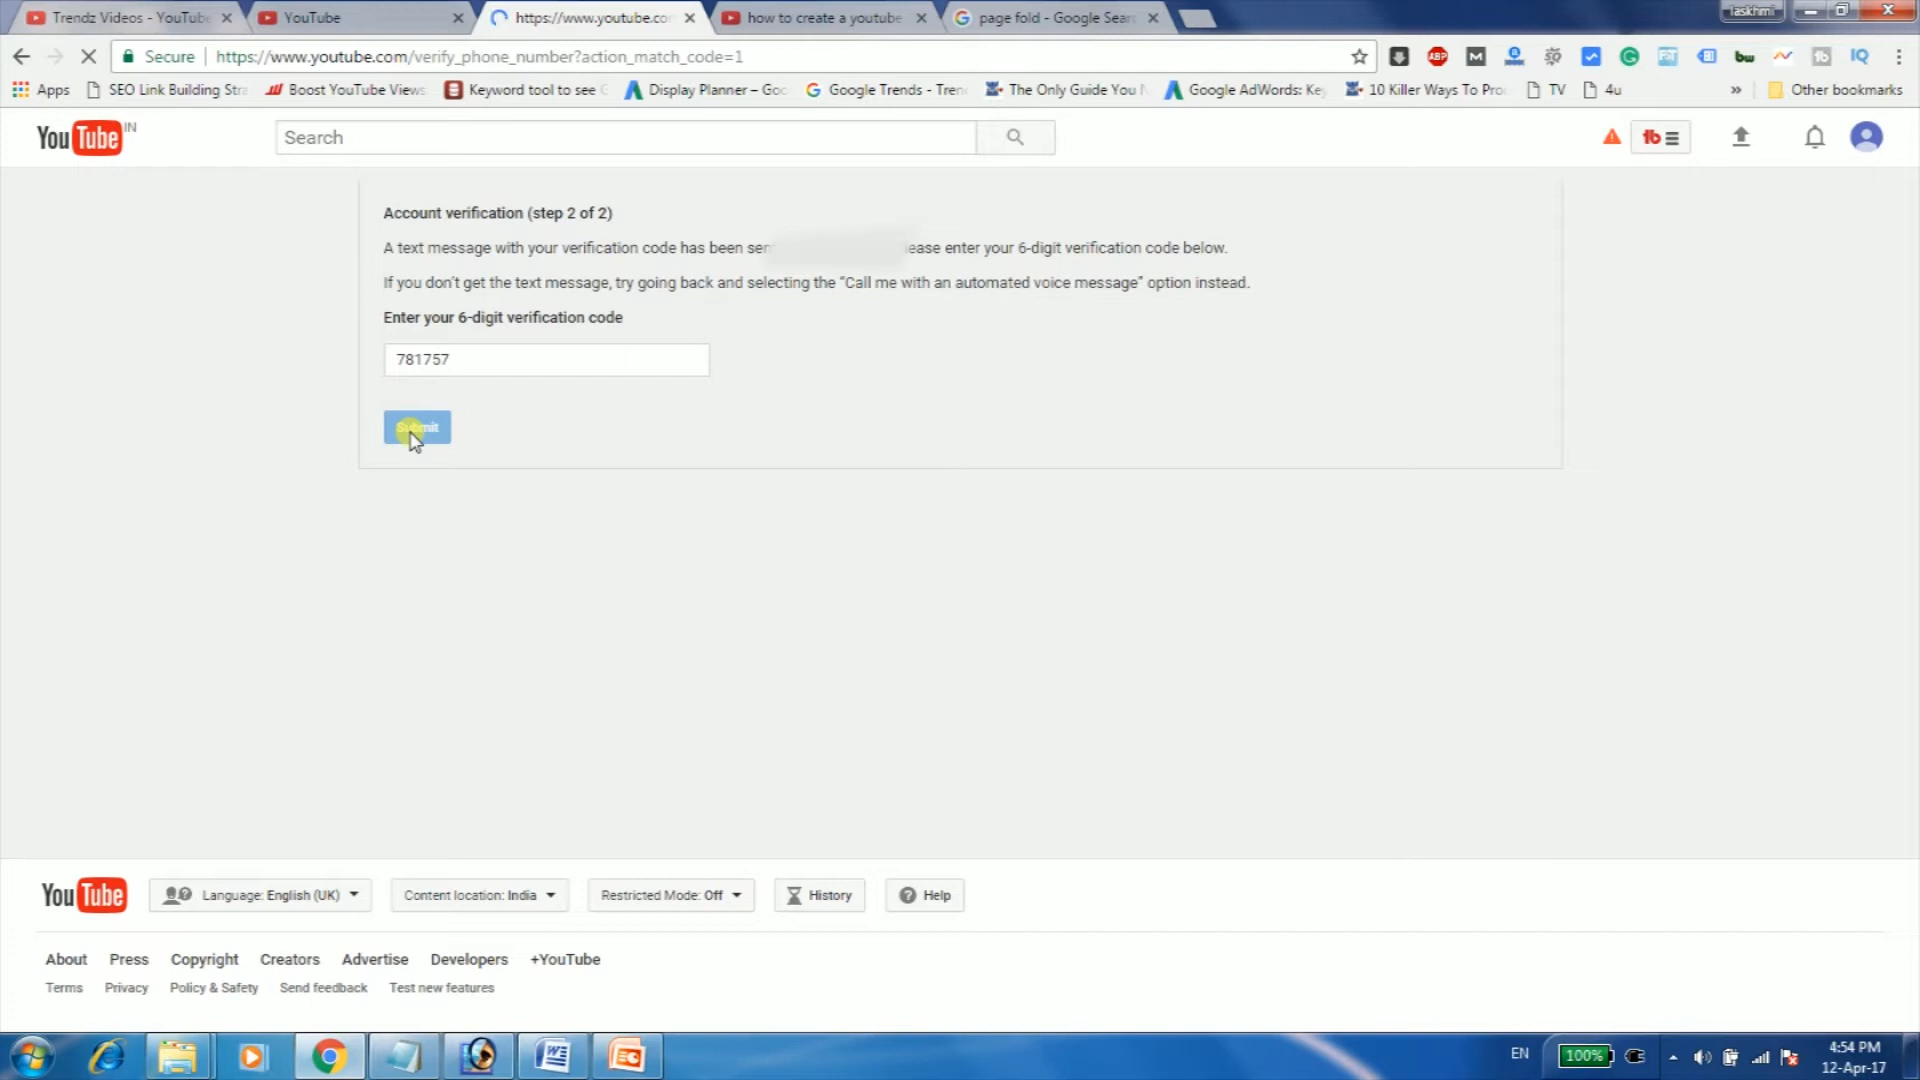 Trendz Videos - YouTube
YouTube
https://www.youtube.com
how to create a youtube
page fold - Google Sear
laskhmi
Secure https://www.youtube.com/verify_phone_number?action_match_code=1
Apps SEO Link Building Stra Boost YouTube Views Keyword tool to see Display Planner – Goo Google Trends - Tren The Only Guide You Google AdWords: Key 10 Killer Ways To Pro TV 4u » Other bookmarks
YouTube IN
Search
Account verification (step 2 of 2)
A text message with your verification code has been sen ease enter your 6-digit verification code below.
If you don't get the text message, try going back and selecting the “Call me with an automated voice message” option instead.
Enter your 6-digit verification code
781757
Submit
YouTube Language: English (UK) Content location: India Restricted Mode: Off History Help
About Press Copyright Creators Advertise Developers +YouTube
Terms Privacy Policy & Safety Send feedback Test new features
EN 100% 4:54 PM
12-Apr-17